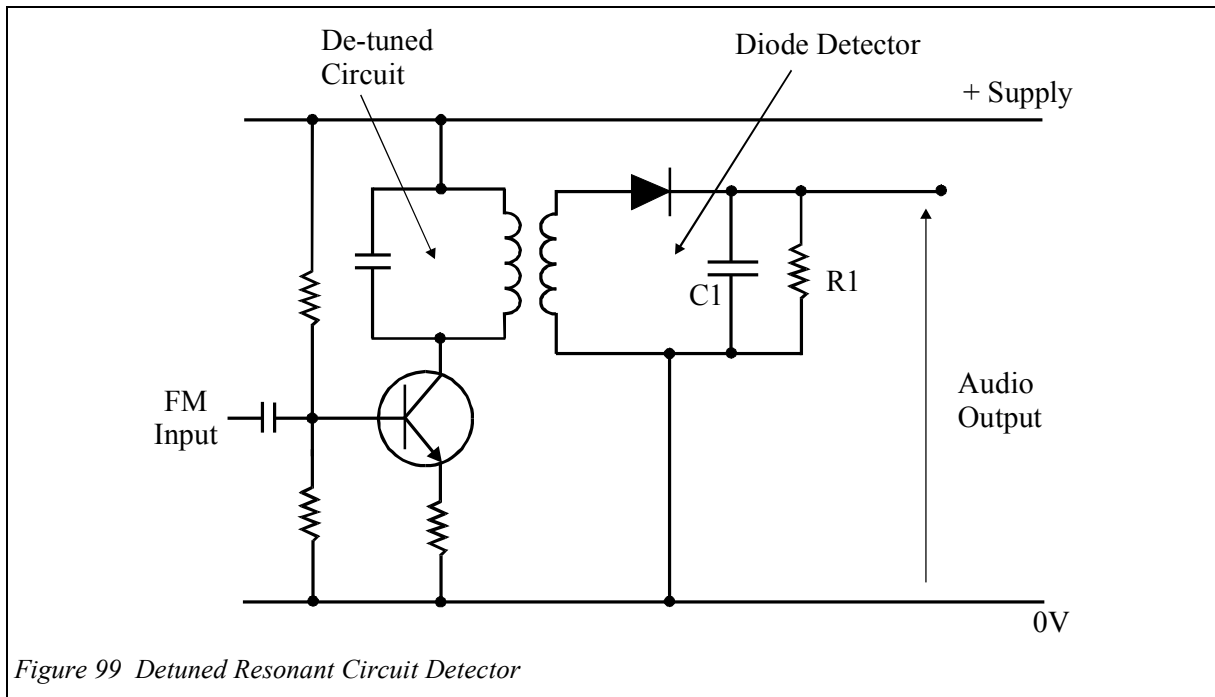 De-tuned
Circuit
Diode Detector
+ Supply
C1
R1
FM
Input
Audio
Output
0V
Figure 99 Detuned Resonant Circuit Detector